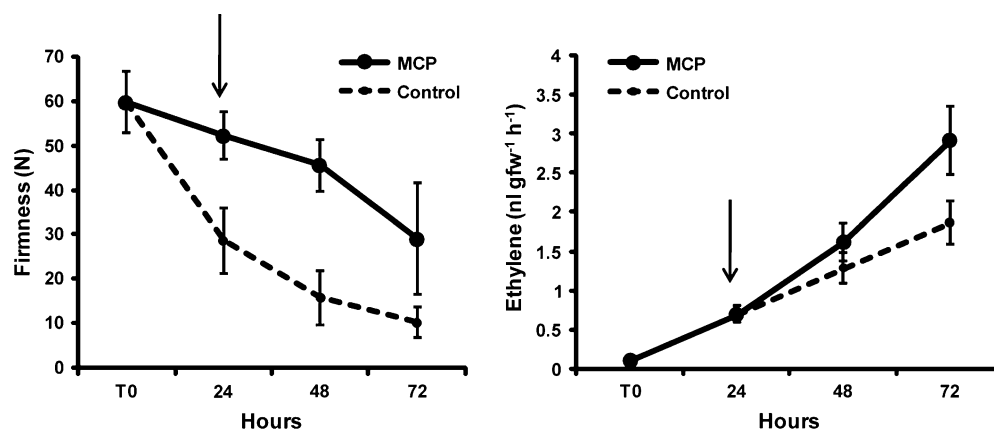 70
60
50
40
30
20
10
0
Firmness (N)
MCP
Control
T0 24 48 72
Hours
4
3.5
3
2.5
2
1.5
1
0.5
0
Ethylene (nl gfw⁻¹ h⁻¹)
MCP
Control
T0 24 48 72
Hours